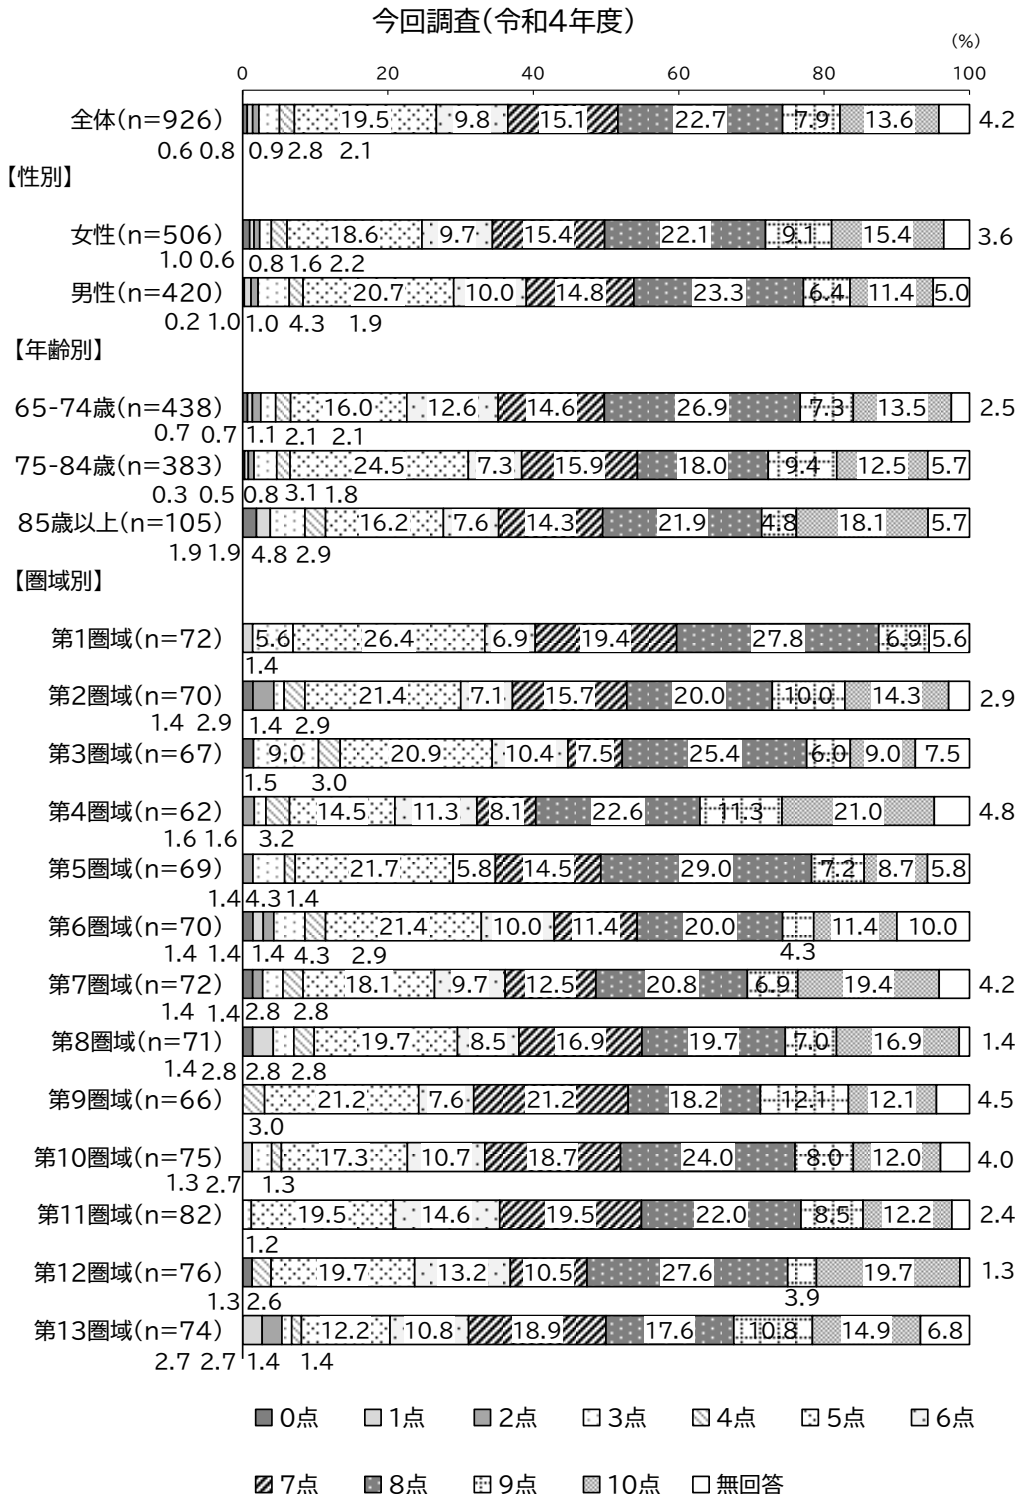 今回調査（令和4年度）
（%）
0 20 40 60 80 100
全体（n=926） 19.5 9.8 15.1 22.7 7.9 13.6 4.2
0.6 0.8 0.9 2.8 2.1
【性別】
女性（n=506） 18.6 9.7 15.4 22.1 9.1 15.4 3.6
1.0 0.6 0.8 1.6 2.2
男性（n=420） 20.7 10.0 14.8 23.3 6.4 11.4 5.0
0.2 1.0 1.0 4.3 1.9
【年齢別】
65-74歳（n=438） 16.0 12.6 14.6 26.9 7.3 13.5 2.5
0.7 0.7 1.1 2.1 2.1
75-84歳（n=383） 24.5 7.3 15.9 18.0 9.4 12.5 5.7
0.3 0.5 0.8 3.1 1.8
85歳以上（n=105） 16.2 7.6 14.3 21.9 4.8 18.1 5.7
1.9 1.9 4.8 2.9
【圏域別】
第1圏域（n=72） 5.6 26.4 6.9 19.4 27.8 6.9 5.6
1.4
第2圏域（n=70） 21.4 7.1 15.7 20.0 10.0 14.3 2.9
1.4 2.9 1.4 2.9
第3圏域（n=67） 9.0 20.9 10.4 7.5 25.4 6.0 9.0 7.5
1.5 3.0
第4圏域（n=62） 14.5 11.3 8.1 22.6 11.3 21.0 4.8
1.6 1.6 3.2
第5圏域（n=69） 21.7 5.8 14.5 29.0 7.2 8.7 5.8
1.4 4.3 1.4
第6圏域（n=70） 21.4 10.0 11.4 20.0 11.4 10.0
1.4 1.4 1.4 4.3 2.9 4.3
第7圏域（n=72） 18.1 9.7 12.5 20.8 6.9 19.4 4.2
1.4 1.4 2.8 2.8
第8圏域（n=71） 19.7 8.5 16.9 19.7 7.0 16.9 1.4
1.4 2.8 2.8 2.8
第9圏域（n=66） 21.2 7.6 21.2 18.2 12.1 12.1 4.5
3.0
第10圏域（n=75） 17.3 10.7 18.7 24.0 8.0 12.0 4.0
1.3 2.7 1.3
第11圏域（n=82） 19.5 14.6 19.5 22.0 8.5 12.2 2.4
1.2
第12圏域（n=76） 19.7 13.2 10.5 27.6 19.7 1.3
1.3 2.6 3.9
第13圏域（n=74） 12.2 10.8 18.9 17.6 10.8 14.9 6.8
2.7 2.7 1.4 1.4
0点 1点 2点 3点 4点 5点 6点
7点 8点 9点 10点 無回答